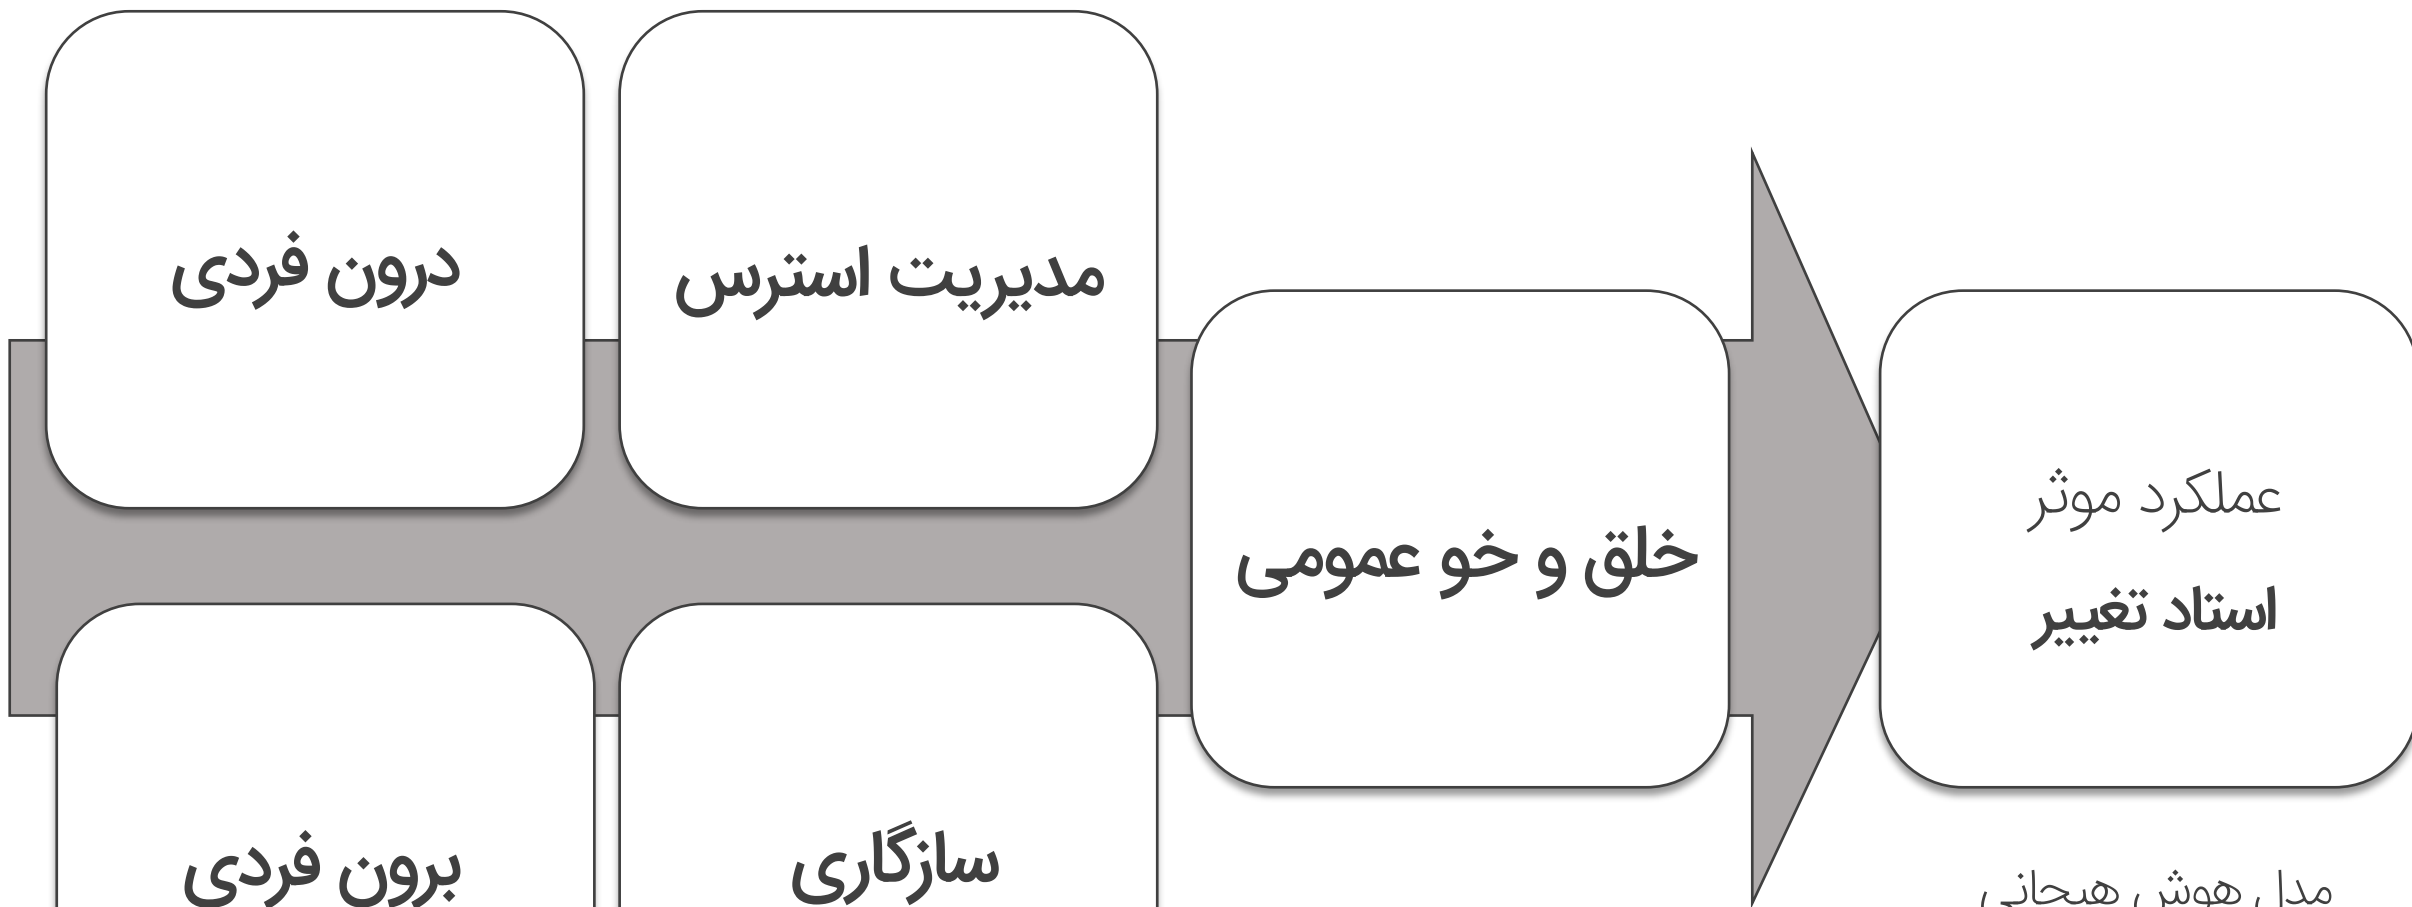 درون فردی
مدیریت استرس
خلق و خو عمومی
عملکرد موثر
استاد تغییر
برون فردی
سازگاری
مدل هوش هیجانی